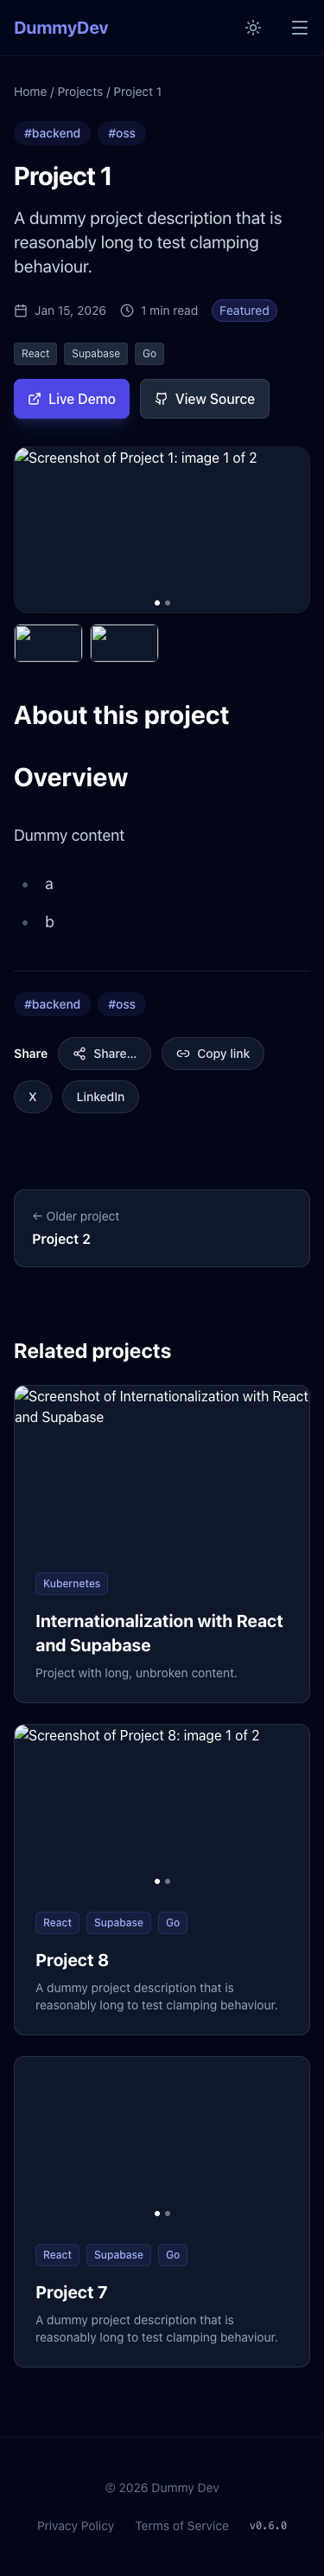 DummyDev
Home / Projects / Project 1
#backend #oss
Project 1
A dummy project description that is
reasonably long to test clamping
behaviour.
Jan 15, 2026 1 min read Featured
React Supabase Go
Live Demo View Source
Screenshot of Project 1: image 1 of 2
About this project
Overview
Dummy content
• a
• b
#backend #oss
Share Share... Copy link
X LinkedIn
← Older project
Project 2
Related projects
Screenshot of Internationalization with React
and Supabase
Kubernetes
Internationalization with React
and Supabase
Project with long, unbroken content.
Screenshot of Project 8: image 1 of 2
React Supabase Go
Project 8
A dummy project description that is
reasonably long to test clamping behaviour.
React Supabase Go
Project 7
A dummy project description that is
reasonably long to test clamping behaviour.
© 2026 Dummy Dev
Privacy Policy Terms of Service v0.6.0